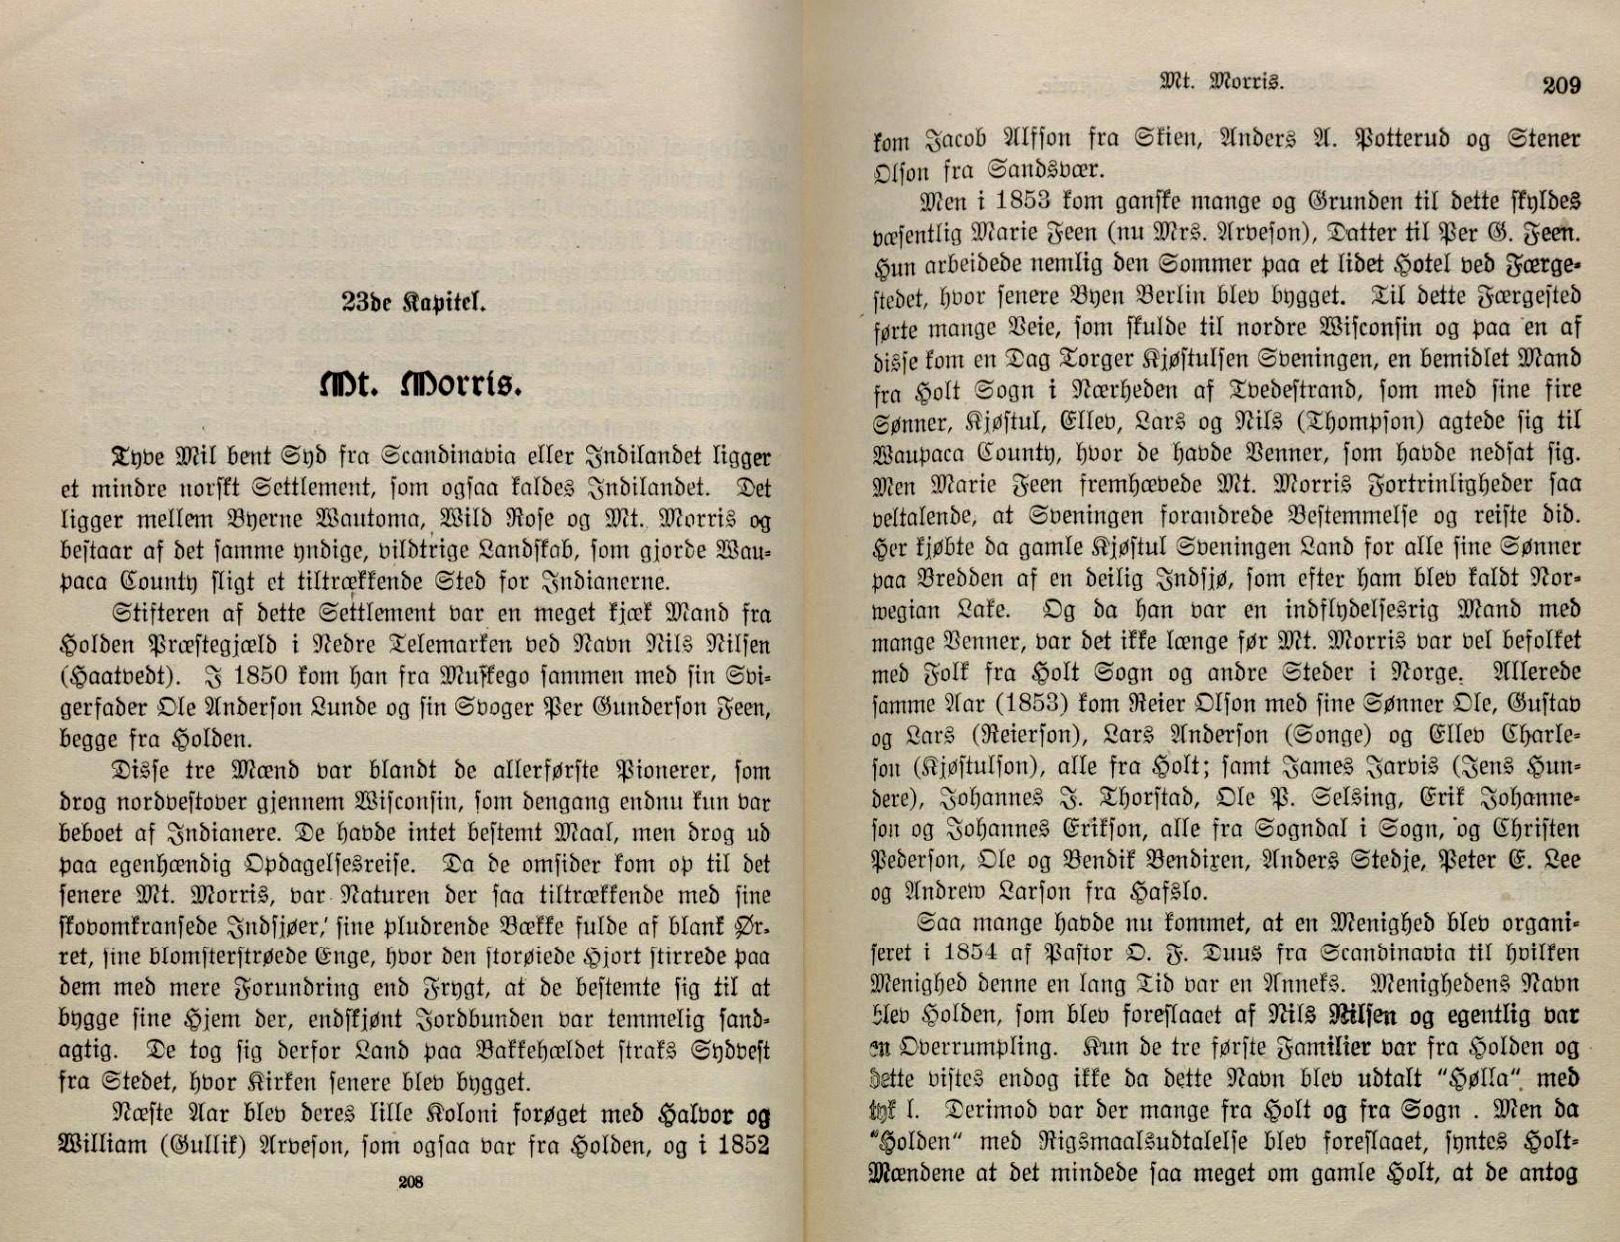 23de Kapitel.
Mt. Morris.
Tyve Mil bent Syd fra Scandinavia eller Indilandet ligger
et mindre norskt Settlement, som ogsaa kaldes Indilandet. Det
ligger mellem Byerne Wautoma, Wild Rose og Mt. Morris og
bestaar af det samme yndige, vildtrige Landskab, som gjorde Wau-
paca County sligt et tiltrækkende Sted for Indianerne.
Stifteren af dette Settlement var en meget kjæk Mand fra
Holden Præstegjæld i Nedre Telemarken ved Navn Nils Nilsen
(Haatvedt). I 1850 kom han fra Muskego sammen med sin Svi-
gerfader Ole Anderson Lunde og sin Svoger Per Gunderson Feen,
begge fra Holden.
Disse tre Mænd var blandt de allerførste Pionerer, som
drog nordvestover gjennem Wisconsin, som dengang endnu kun var
beboet af Indianere. De havde intet bestemt Maal, men drog ud
paa egenhændig Opdagelsesreise. Da de omsider kom op til det
senere Mt. Morris, var Naturen der saa tiltrækkende med sine
skovomkransede Indsjøer, sine pludrende Bække fulde af blank Ør-
ret, sine blomsterstrøede Enge, hvor den storøiede Hjort stirrede paa
dem med mere Forundring end Frygt, at de bestemte sig til at
bygge sine Hjem der, endskjønt Jordbunden var temmelig sand-
agtig. De tog sig derfor Land paa Bakkehældet straks Sydvest
fra Stedet, hvor Kirken senere blev bygget.
Næste Aar blev deres lille Koloni forøget med Halvor og
William (Gullik) Arveson, som ogsaa var fra Holden, og i 1852
208
Mt. Morris. 209
kom Jacob Alfson fra Skien, Anders A. Potterud og Stener
Olson fra Sandsvær.
Men i 1853 kom ganske mange og Grunden til dette skyldes
væsentlig Marie Feen (nu Mrs. Arveson), Datter til Per G. Feen.
Hun arbeidede nemlig den Sommer paa et lidet Hotel ved Færge-
stedet, hvor senere Byen Berlin blev bygget. Til dette Færgested
førte mange Veie, som skulde til nordre Wisconsin og paa en af
disse kom en Dag Torger Kjøstulsen Sveningen, en bemidlet Mand
fra Holt Sogn i Nærheden af Tvedestrand, som med sine fire
Sønner, Kjøstul, Ellev, Lars og Nils (Thompson) agtede sig til
Waupaca County, hvor de havde Venner, som havde nedsat sig.
Men Marie Feen fremhævede Mt. Morris Fortrinligheder saa
veltalende, at Sveningen forandrede Bestemmelse og reiste did.
Her kjøbte da gamle Kjøstul Sveningen Land for alle sine Sønner
paa Bredden af en deilig Indsjø, som efter ham blev kaldt Nor-
wegian Lake. Og da han var en indflydelsesrig Mand med
mange Venner, var det ikke længe før Mt. Morris var vel befolket
med Folk fra Holt Sogn og andre Steder i Norge. Allerede
samme Aar (1853) kom Reier Olson med sine Sønner Ole, Gustav
og Lars (Reierson), Lars Anderson (Songe) og Ellev Charle-
son (Kjøstulson), alle fra Holt; samt James Jarvis (Jens Hun-
dere), Johannes J. Thorstad, Ole P. Selsing, Erik Johanne-
son og Johannes Erikson, alle fra Sogndal i Sogn, og Christen
Pederson, Ole og Bendik Bendixen, Anders Stedje, Peter E. Lee
og Andrew Larson fra Hafslo.
Saa mange havde nu kommet, at en Menighed blev organi-
seret i 1854 af Pastor O. F. Duus fra Scandinavia til hvilken
Menighed denne en lang Tid var en Anneks. Menighedens Navn
blev Holden, som blev foreslaaet af Nils Nilsen og egentlig var
en Overrumpling. Kun de tre første Familier var fra Holden og
dette vistes endog ikke da dette Navn blev udtalt "Hølla" med
tyk l. Derimod var der mange fra Holt og fra Sogn . Men da
"Holden" med Rigsmaalsudtalelse blev foreslaaet, syntes Holt-
Mændene at det mindede saa meget om gamle Holt, at de antog